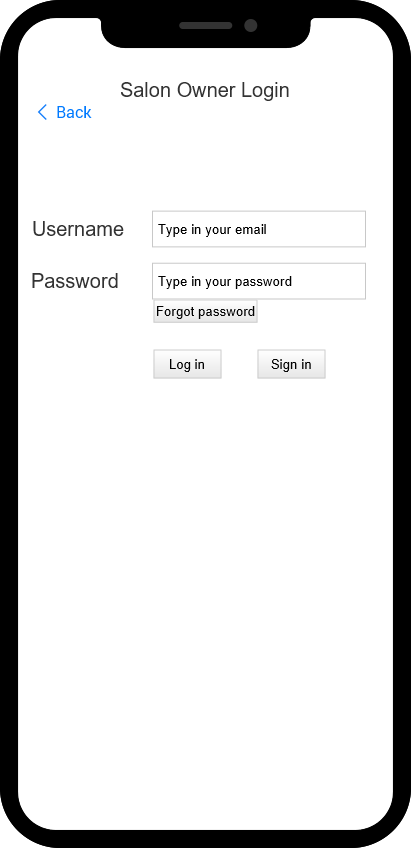 Salon Owner Login
Back
Username Type in your email
Password Type in your password
Forgot password
Log in Sign in